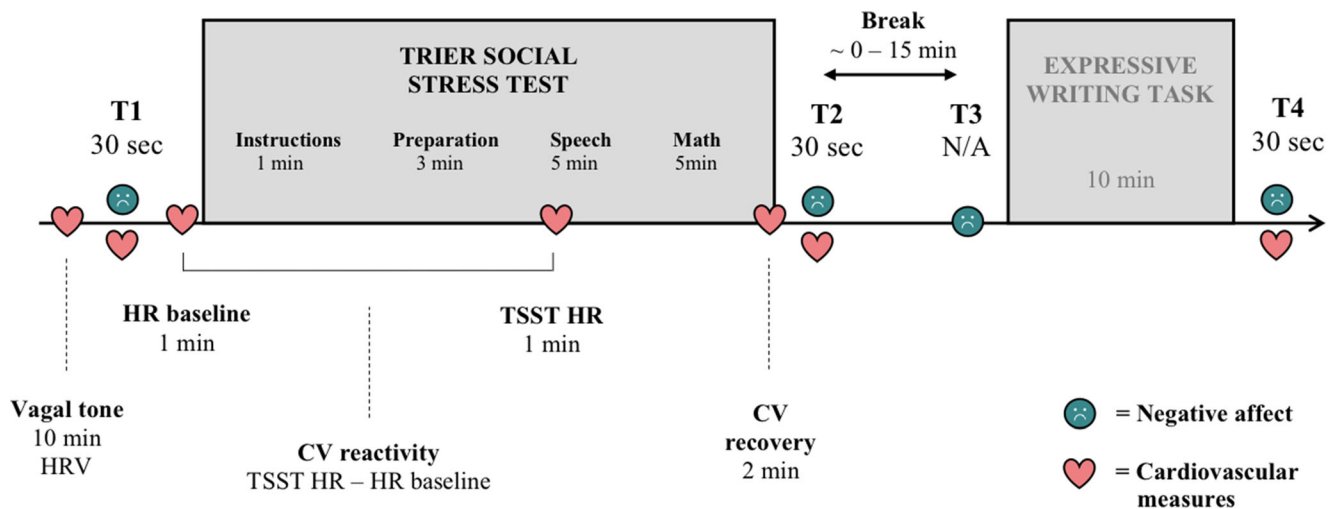 Break
~ 0 – 15 min
TRIER SOCIAL
STRESS TEST
EXPRESSIVE
WRITING TASK
T1
30 sec
Instructions
1 min
Preparation
3 min
Speech
5 min
Math
5min
T2
30 sec
T3
N/A
10 min
T4
30 sec
HR baseline
1 min
TSST HR
1 min
Vagal tone
10 min
HRV
CV reactivity
TSST HR – HR baseline
CV
recovery
2 min
= Negative affect
= Cardiovascular
measures